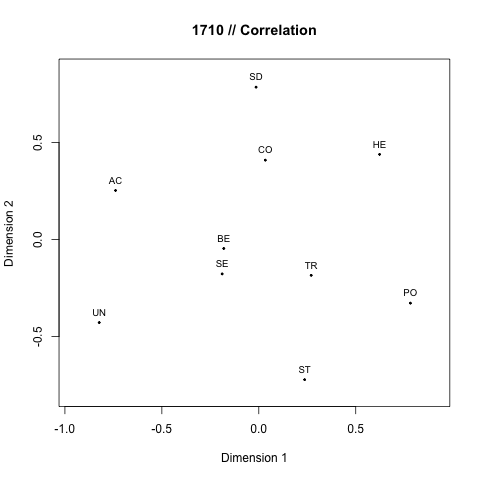 1710 // Correlation
SD
CO
HE
AC
BE
SE
TR
PO
UN
ST
Dimension 2
0.5
0.0
-0.5
-1.0
-0.5
0.0
0.5
Dimension 1